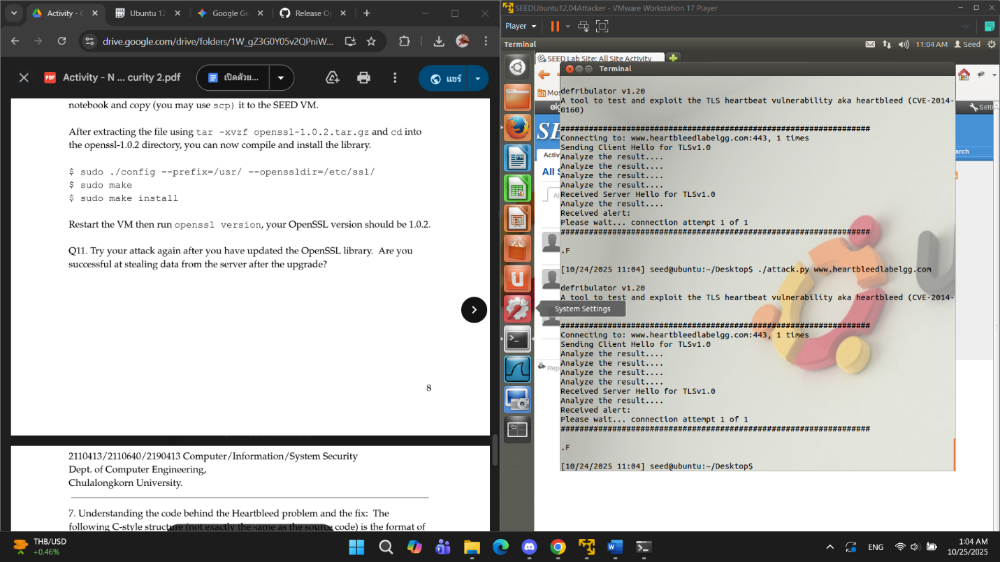 Activity - G
Ubuntu 12
Google Ge
Release O
drive.google.com/drive/folders/1W_gZ3G0Y05v2QPniW...
PDF
Activity - N ... curity 2.pdf
เปิดด้วย...
แชร์
notebook and copy (you may use scp) it to the SEED VM.
After extracting the file using tar -xvzf openssl-1.0.2.tar.gz and cd into
the openssl-1.0.2 directory, you can now compile and install the library.
$ sudo ./config --prefix=/usr/ --openssldir=/etc/ssl/
$ sudo make
$ sudo make install
Restart the VM then run openssl version, your OpenSSL version should be 1.0.2.
Q11. Try your attack again after you have updated the OpenSSL library. Are you
successful at stealing data from the server after the upgrade?
8
2110413/2110640/2190413 Computer/Information/System Security
Dept. of Computer Engineering,
Chulalongkorn University.
7. Understanding the code behind the Heartbleed problem and the fix: The
following C-style structure (not exactly the same as the source code) is the format of
SEEDUbuntu12.04Attacker - VMware Workstation 17 Player
Player
Terminal
11:04 AM
Seed
SEED Lab Site: All Site Activity
Terminal
Mos
elg
Setti
SE
Activ
arch
All S
Al
Rep
System Settings
defribulator v1.20
A tool to test and exploit the TLS heartbeat vulnerability aka heartbleed (CVE-2014-
0160)
##################################################################
Connecting to: www.heartbleedlabelgg.com:443, 1 times
Sending Client Hello for TLSv1.0
Analyze the result....
Analyze the result....
Analyze the result....
Analyze the result....
Received Server Hello for TLSv1.0
Analyze the result....
Received alert:
Please wait... connection attempt 1 of 1
##################################################################
.F
[10/24/2025 11:04] seed@ubuntu:~/Desktop$ ./attack.py www.heartbleedlabelgg.com
defribulator v1.20
A tool to test and exploit the TLS heartbeat vulnerability aka heartbleed (CVE-2014-
##################################################################
Connecting to: www.heartbleedlabelgg.com:443, 1 times
Sending Client Hello for TLSv1.0
Analyze the result....
Analyze the result....
Analyze the result....
Analyze the result....
Received Server Hello for TLSv1.0
Analyze the result....
Received alert:
Please wait... connection attempt 1 of 1
##################################################################
.F
[10/24/2025 11:04] seed@ubuntu:~/Desktop$
THB/USD
+0.46%
ENG
1:04 AM
10/25/2025